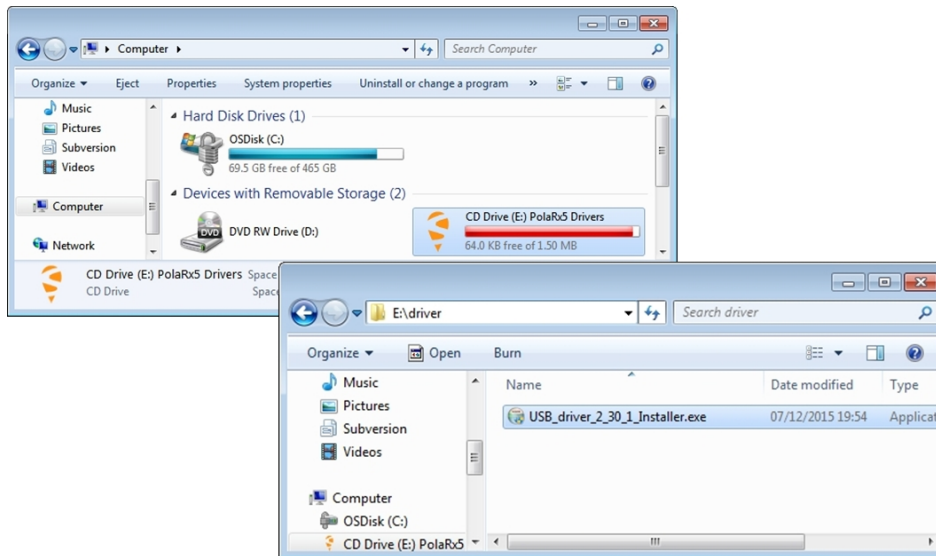 Computer
Search Computer
Organize Eject Properties System properties Uninstall or change a program »
Music
Pictures
Subversion
Videos
Computer
Network
Hard Disk Drives (1)
OSDisk (C:)
69.5 GB free of 465 GB
Devices with Removable Storage (2)
DVD
DVD RW Drive (D:)
CD Drive (E:) PolaRx5 Drivers
64.0 KB free of 1.50 MB
CD Drive (E:) PolaRx5 Drivers Space
CD Drive Space
E:\driver
Search driver
Organize Open Burn
Music
Pictures
Subversion
Videos
Computer
OSDisk (C:)
CD Drive (E:) PolaRx5
Name Date modified Type
USB_driver_2_30_1_Installer.exe 07/12/2015 19:54 Applicat